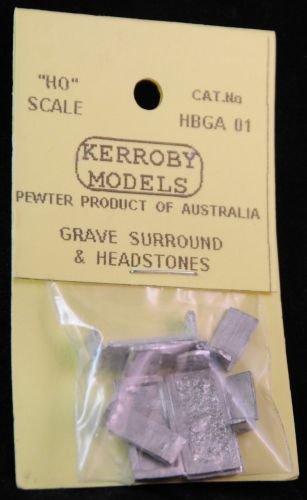 "HO"
SCALE
CAT.No
HBGA 01
KERROBY
MODELS
PEWTER PRODUCT OF AUSTRALIA
GRAVE SURROUND
& HEADSTONES